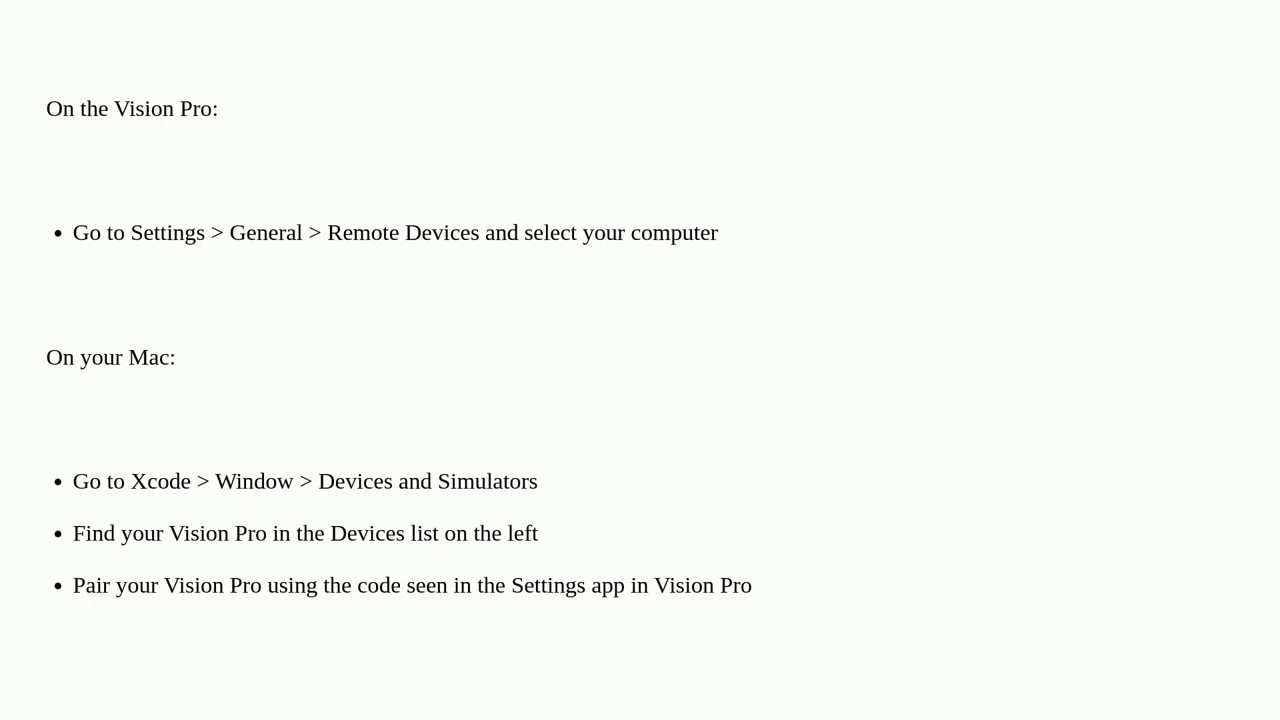 On the Vision Pro:
• Go to Settings > General > Remote Devices and select your computer
On your Mac:
• Go to Xcode > Window > Devices and Simulators
• Find your Vision Pro in the Devices list on the left
• Pair your Vision Pro using the code seen in the Settings app in Vision Pro